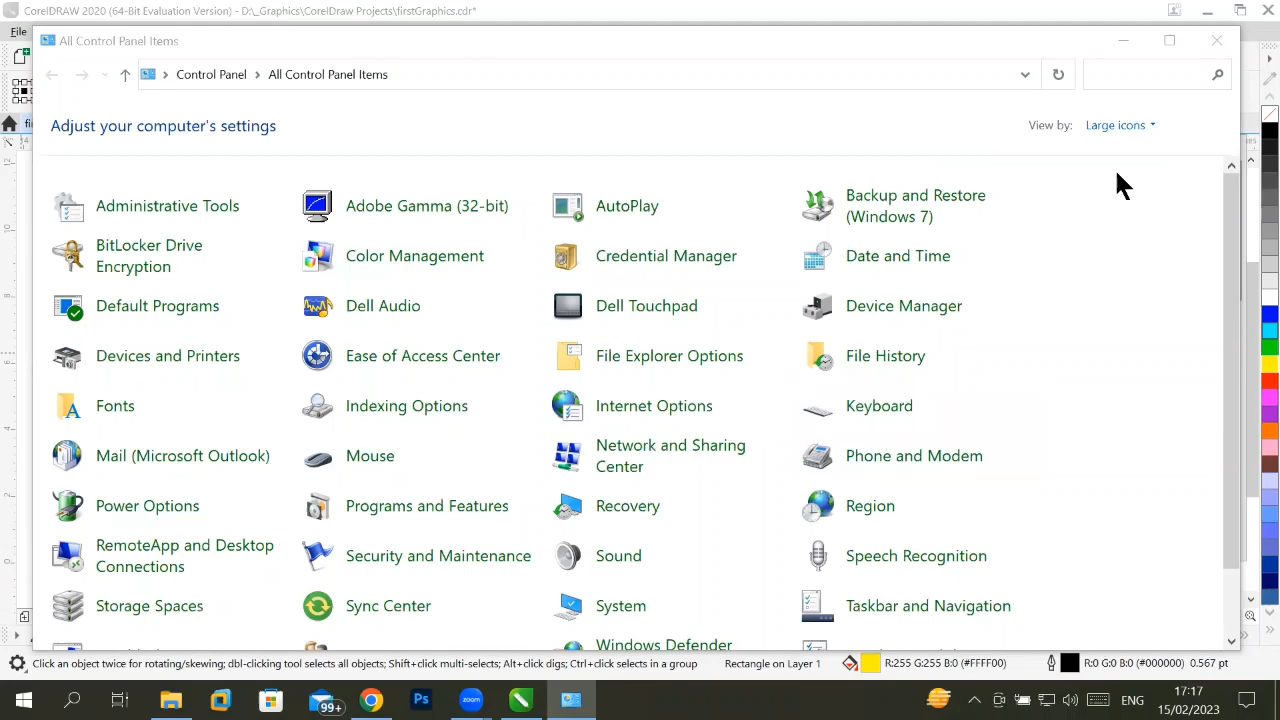 CorelDRAW 2020 (64-Bit Evaluation Version) - D:\_Graphics\CorelDraw Projects\firstGraphics.cdr*
File
All Control Panel Items
Control Panel
All Control Panel Items
Adjust your computer's settings
View by:
Large icons
Administrative Tools
Adobe Gamma (32-bit)
AutoPlay
Backup and Restore
(Windows 7)
BitLocker Drive
Encryption
Color Management
Credential Manager
Date and Time
Default Programs
Dell Audio
Dell Touchpad
Device Manager
Devices and Printers
Ease of Access Center
File Explorer Options
File History
Fonts
Indexing Options
Internet Options
Keyboard
Mail (Microsoft Outlook)
Mouse
Network and Sharing
Center
Phone and Modem
Power Options
Programs and Features
Recovery
Region
RemoteApp and Desktop
Connections
Security and Maintenance
Sound
Speech Recognition
Storage Spaces
Sync Center
System
Taskbar and Navigation
Windows Defender
Click an object twice for rotating/skewing; dbl-clicking tool selects all objects; Shift+click multi-selects; Alt+click digs; Ctrl+click selects in a group
Rectangle on Layer 1
R:255 G:255 B:0 (#FFFF00)
R:0 G:0 B:0 (#000000) 0.567 pt
99+
Ps
zoom
ENG
17:17
15/02/2023